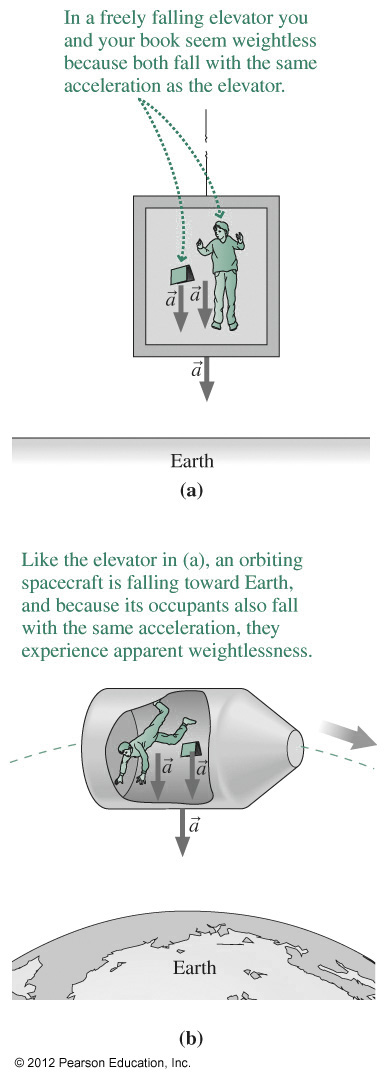 In a freely falling elevator you
and your book seem weightless
because both fall with the same
acceleration as the elevator.
a⃗ a⃗
a⃗
Earth
(a)
Like the elevator in (a), an orbiting
spacecraft is falling toward Earth,
and because its occupants also fall
with the same acceleration, they
experience apparent weightlessness.
a⃗ a⃗
a⃗
Earth
(b)
© 2012 Pearson Education, Inc.